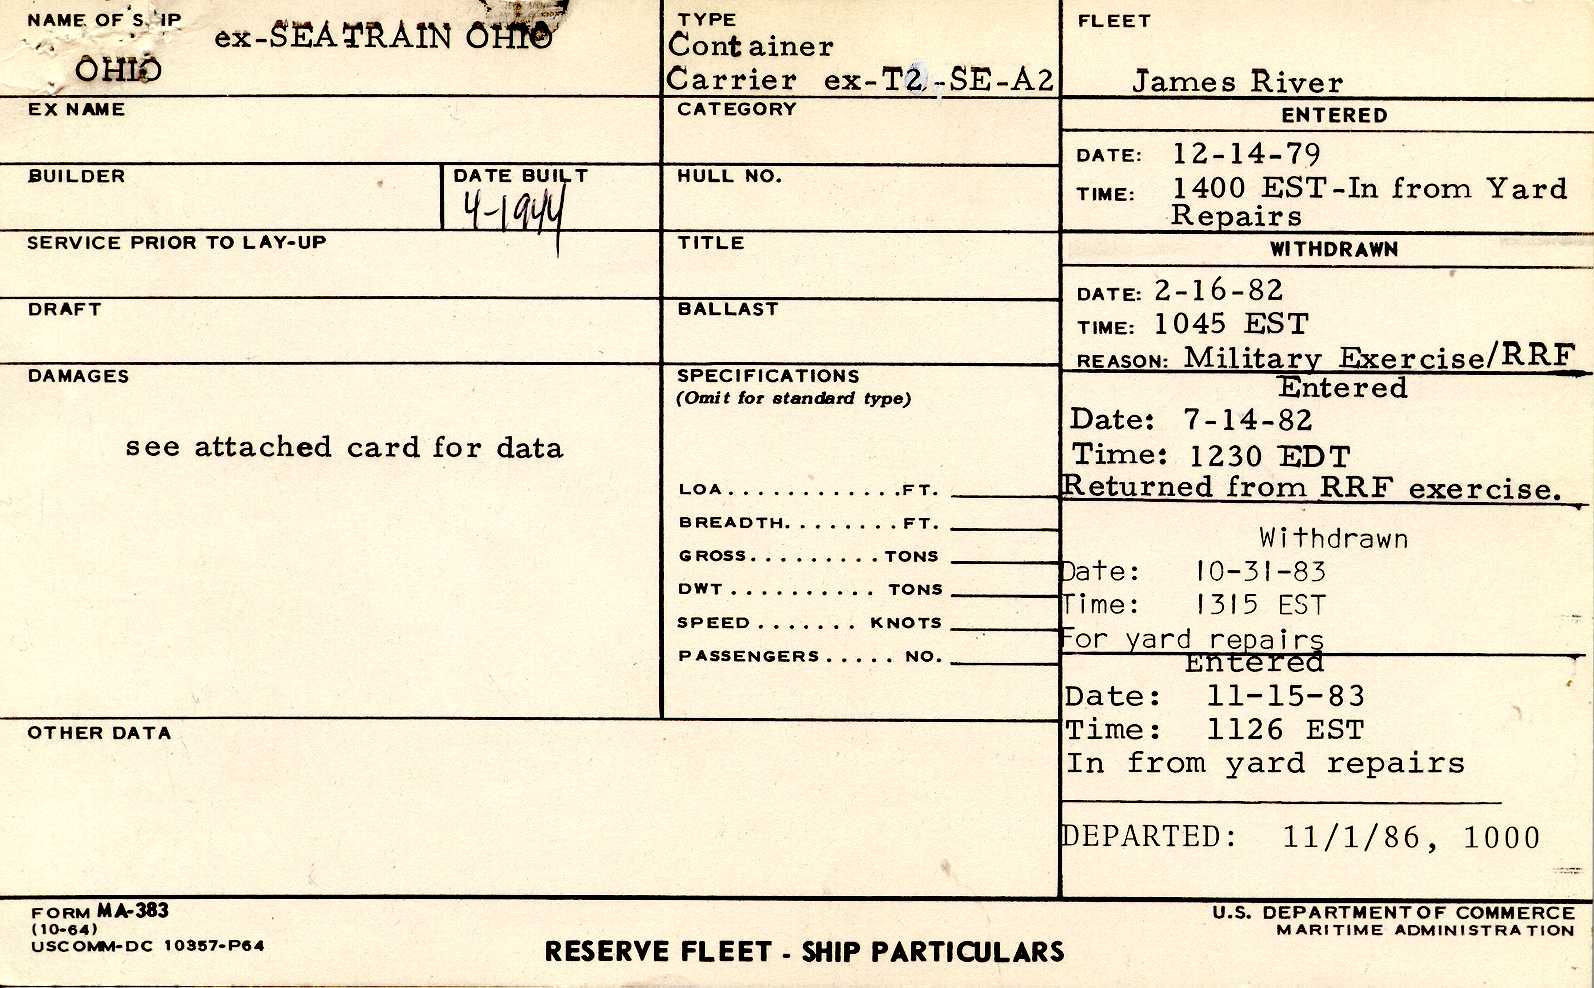 NAME OF S IP
ex-SEATRAIN OHIO
OHIO
EX NAME
BUILDER
DATE BUILT
4-1944
SERVICE PRIOR TO LAY-UP
DRAFT
DAMAGES
see attached card for data
OTHER DATA
TYPE
Container
Carrier ex-T2-SE-A2
CATEGORY
HULL NO.
TITLE
BALLAST
SPECIFICATIONS
(Omit for standard type)
LOA . . . . . . . . . . . . .FT.
BREADTH. . . . . . . . FT.
GROSS. . . . . . . . . . TONS
DWT . . . . . . . . . . TONS
SPEED . . . . . . . KNOTS
PASSENGERS . . . . . NO.
FLEET
James River
ENTERED
DATE: 12-14-79
TIME: 1400 EST-In from Yard
Repairs
WITHDRAWN
DATE: 2-16-82
TIME: 1045 EST
REASON: Military Exercise/RRF
Entered
Date: 7-14-82
Time: 1230 EDT
Returned from RRF exercise.
Withdrawn
Date: 10-31-83
Time: 1315 EST
For yard repairs
Entered
Date: 11-15-83
Time: 1126 EST
In from yard repairs
DEPARTED: 11/1/86, 1000
FORM MA-383
(10-64)
USCOMM-DC 10357-P64
RESERVE FLEET - SHIP PARTICULARS
U.S. DEPARTMENT OF COMMERCE
MARITIME ADMINISTRATION